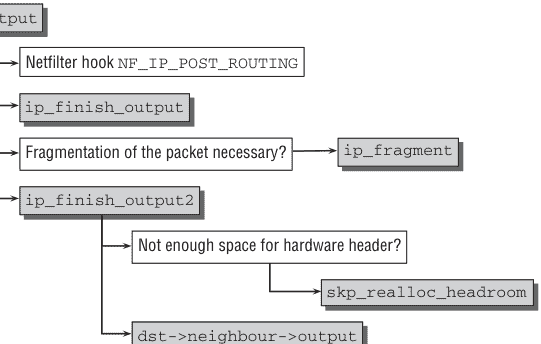 tput
Netfilter hook NF_IP_POST_ROUTING
ip_finish_output
Fragmentation of the packet necessary?
ip_fragment
ip_finish_output2
Not enough space for hardware header?
skp_realloc_headroom
dst->neighbour->output